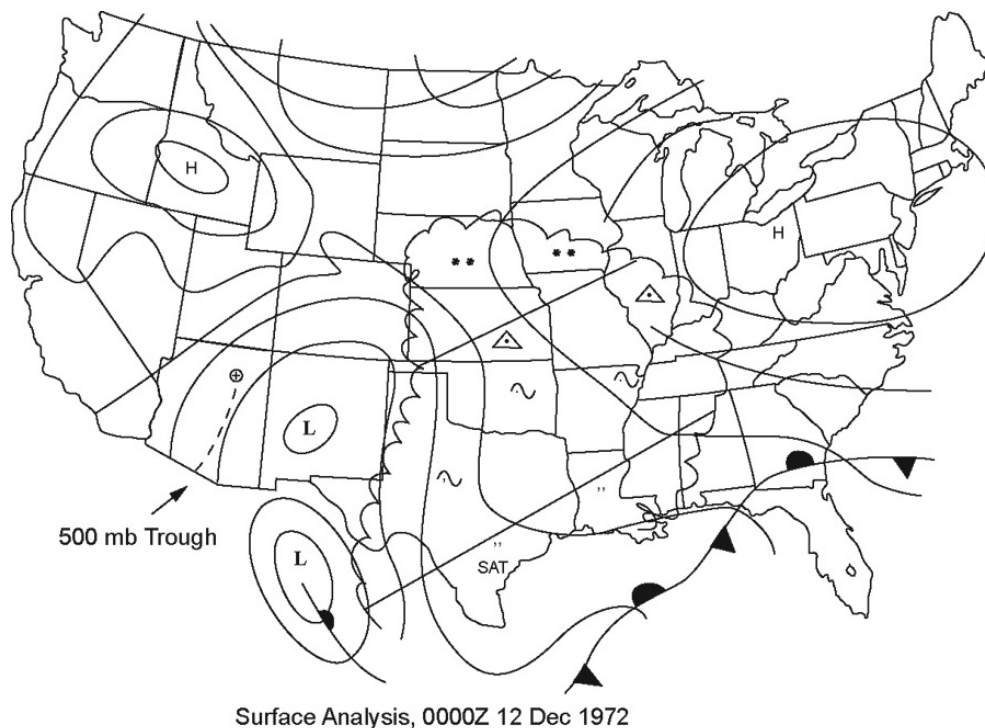 H
H
L
500 mb Trough
L
SAT
Surface Analysis, 0000Z 12 Dec 1972